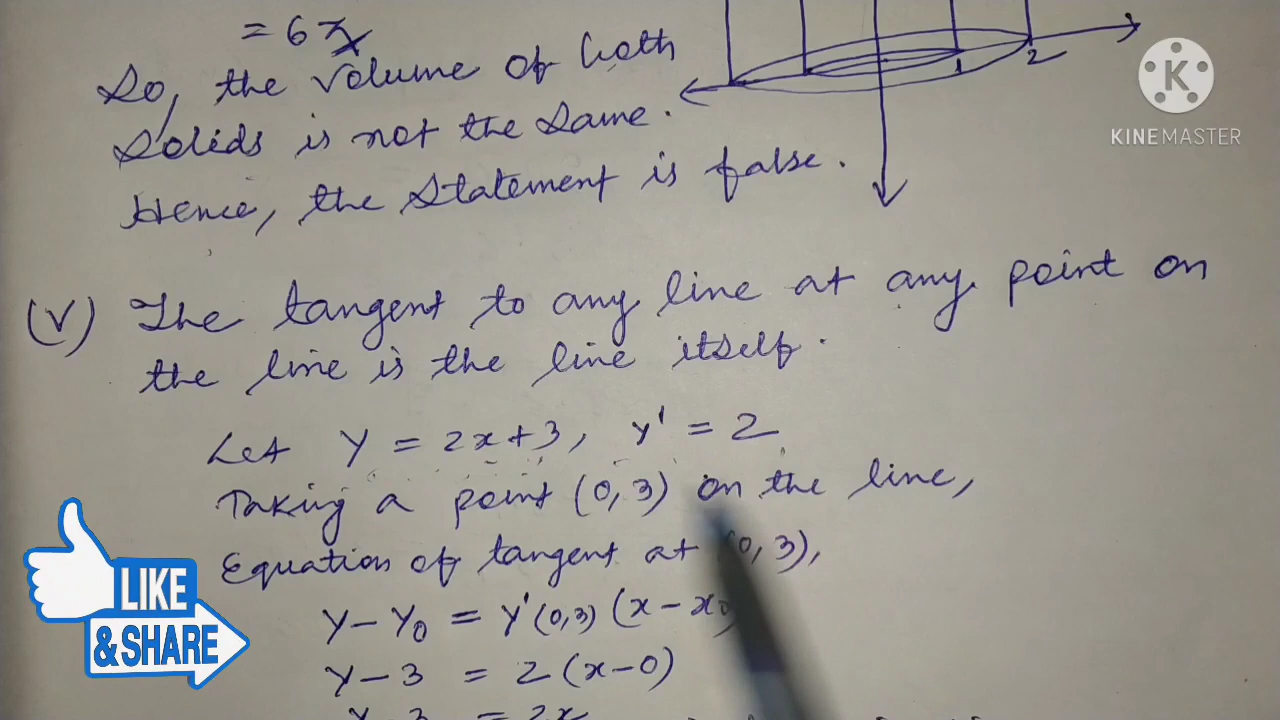 = 6π
So, the volume of both
Solids is not the same.
Hence, the statement is false.
1 2
K
KINEMASTER
(V) The tangent to any line at any point on
the line is the line itself.
Let Y = 2x+3, Y' = 2
Taking a point (0,3) on the line,
Equation of tangent at (0,3),
Y-Y₀ = Y'(0,3) (x-x₀)
Y-3 = 2(x-0)
Y-3 = 2x
LIKE
& SHARE